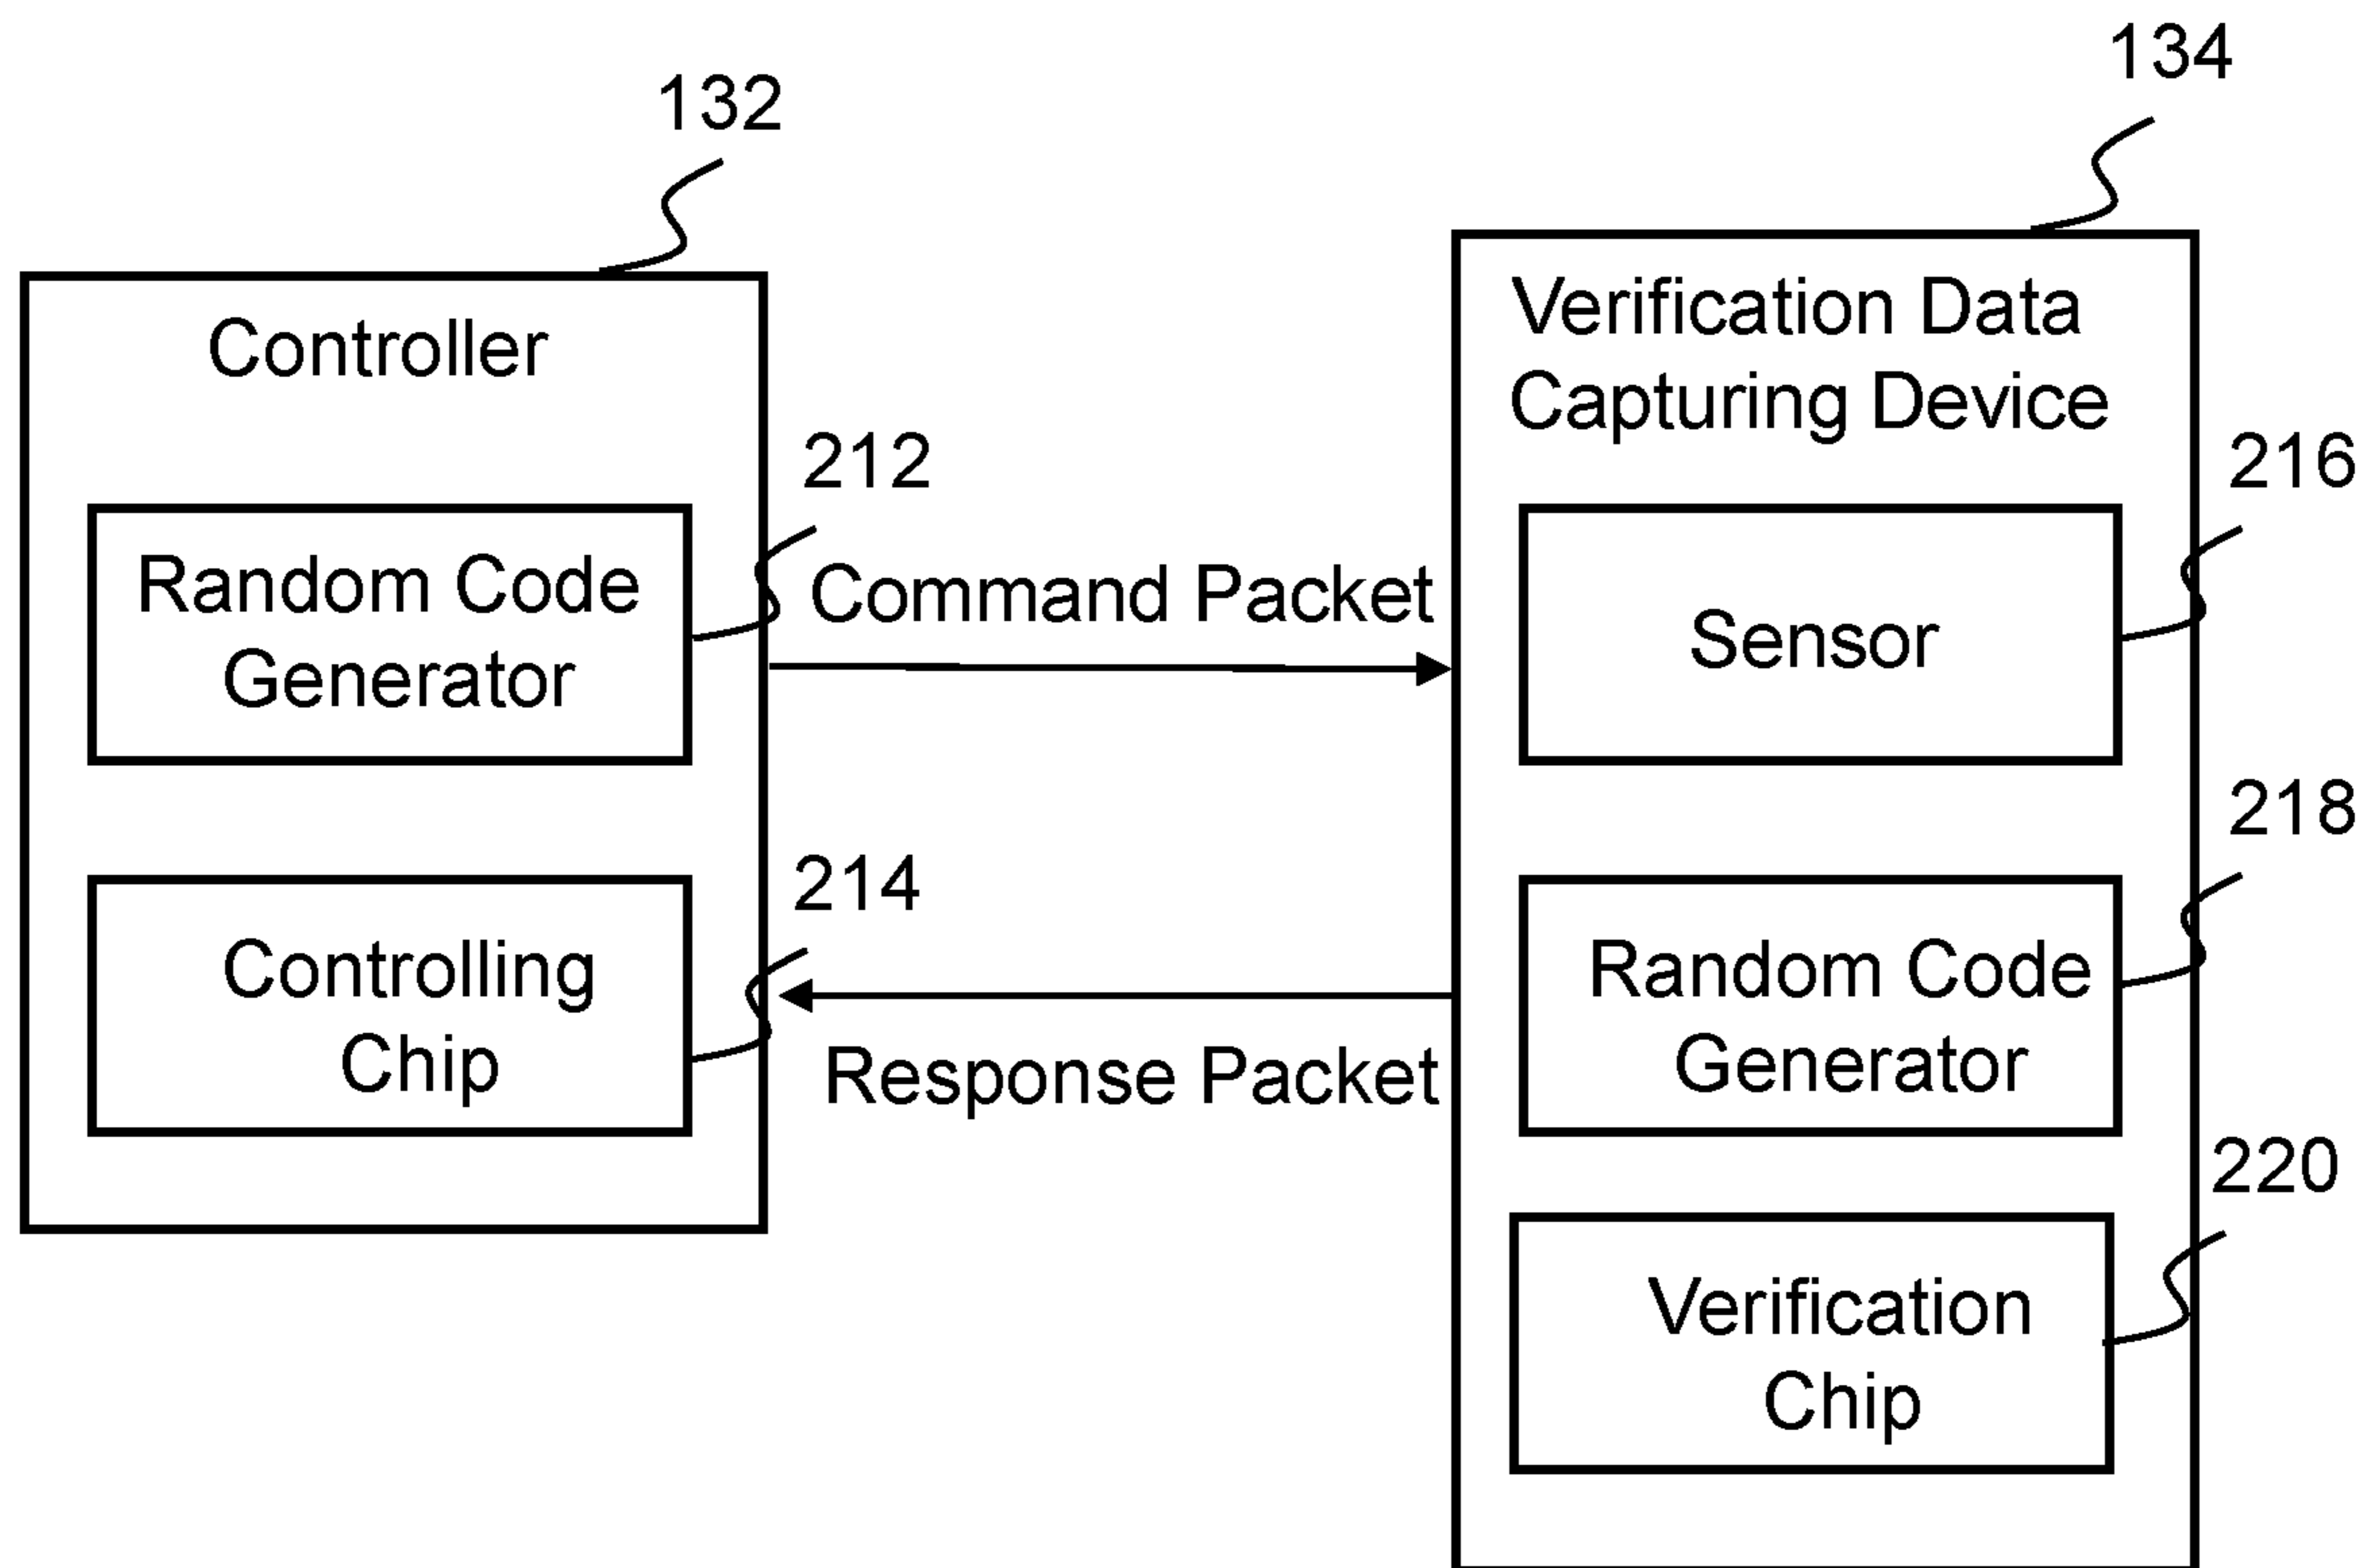 132
134
Controller
Verification Data
Capturing Device
212
216
Random Code
Generator
Command Packet
Sensor
214
218
Controlling
Chip
Response Packet
Random Code
Generator
220
Verification
Chip